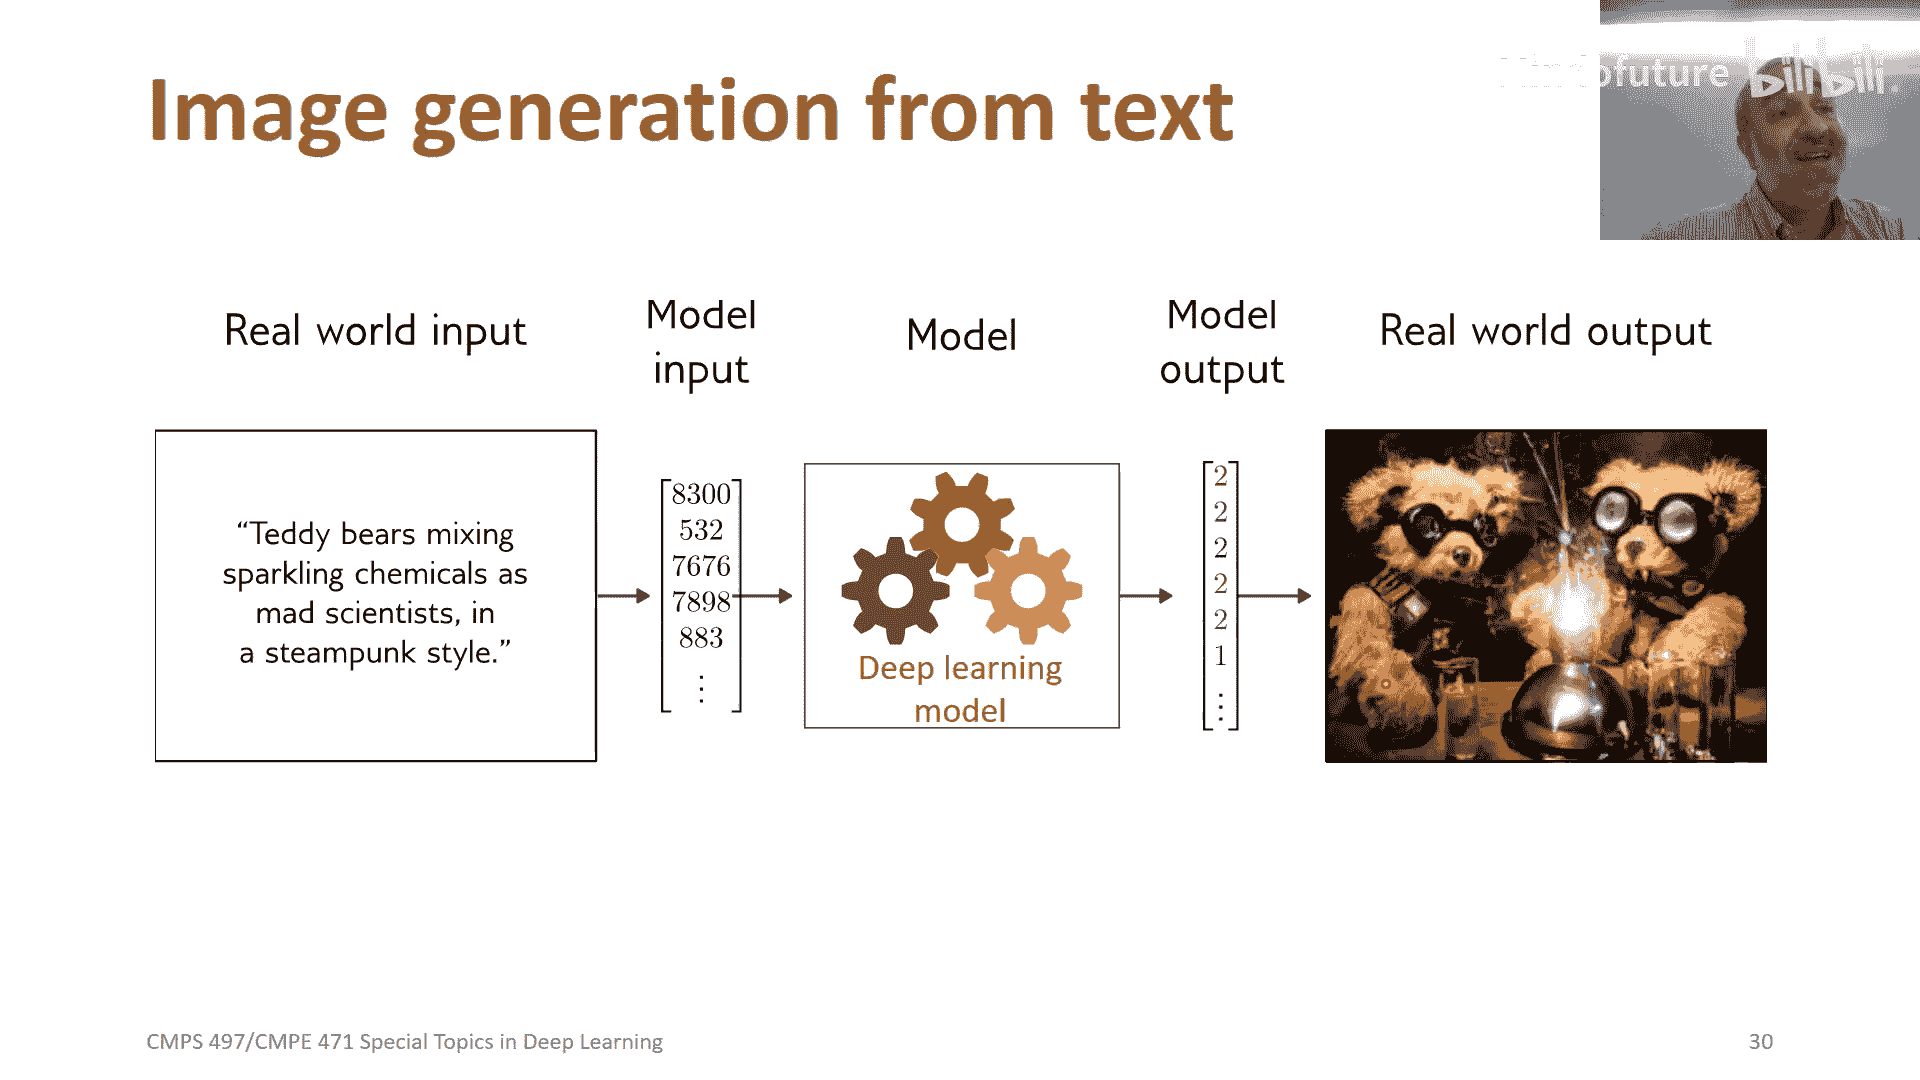 Image generation from text
ofuture bilibili
Real world input
Model
input
Model
Model
output
Real world output
“Teddy bears mixing
sparkling chemicals as
mad scientists, in
a steampunk style.”
8300
532
7676
7898
883
⋮
Deep learning
model
2
2
2
2
2
1
⋮
CMPS 497/CMPE 471 Special Topics in Deep Learning
30